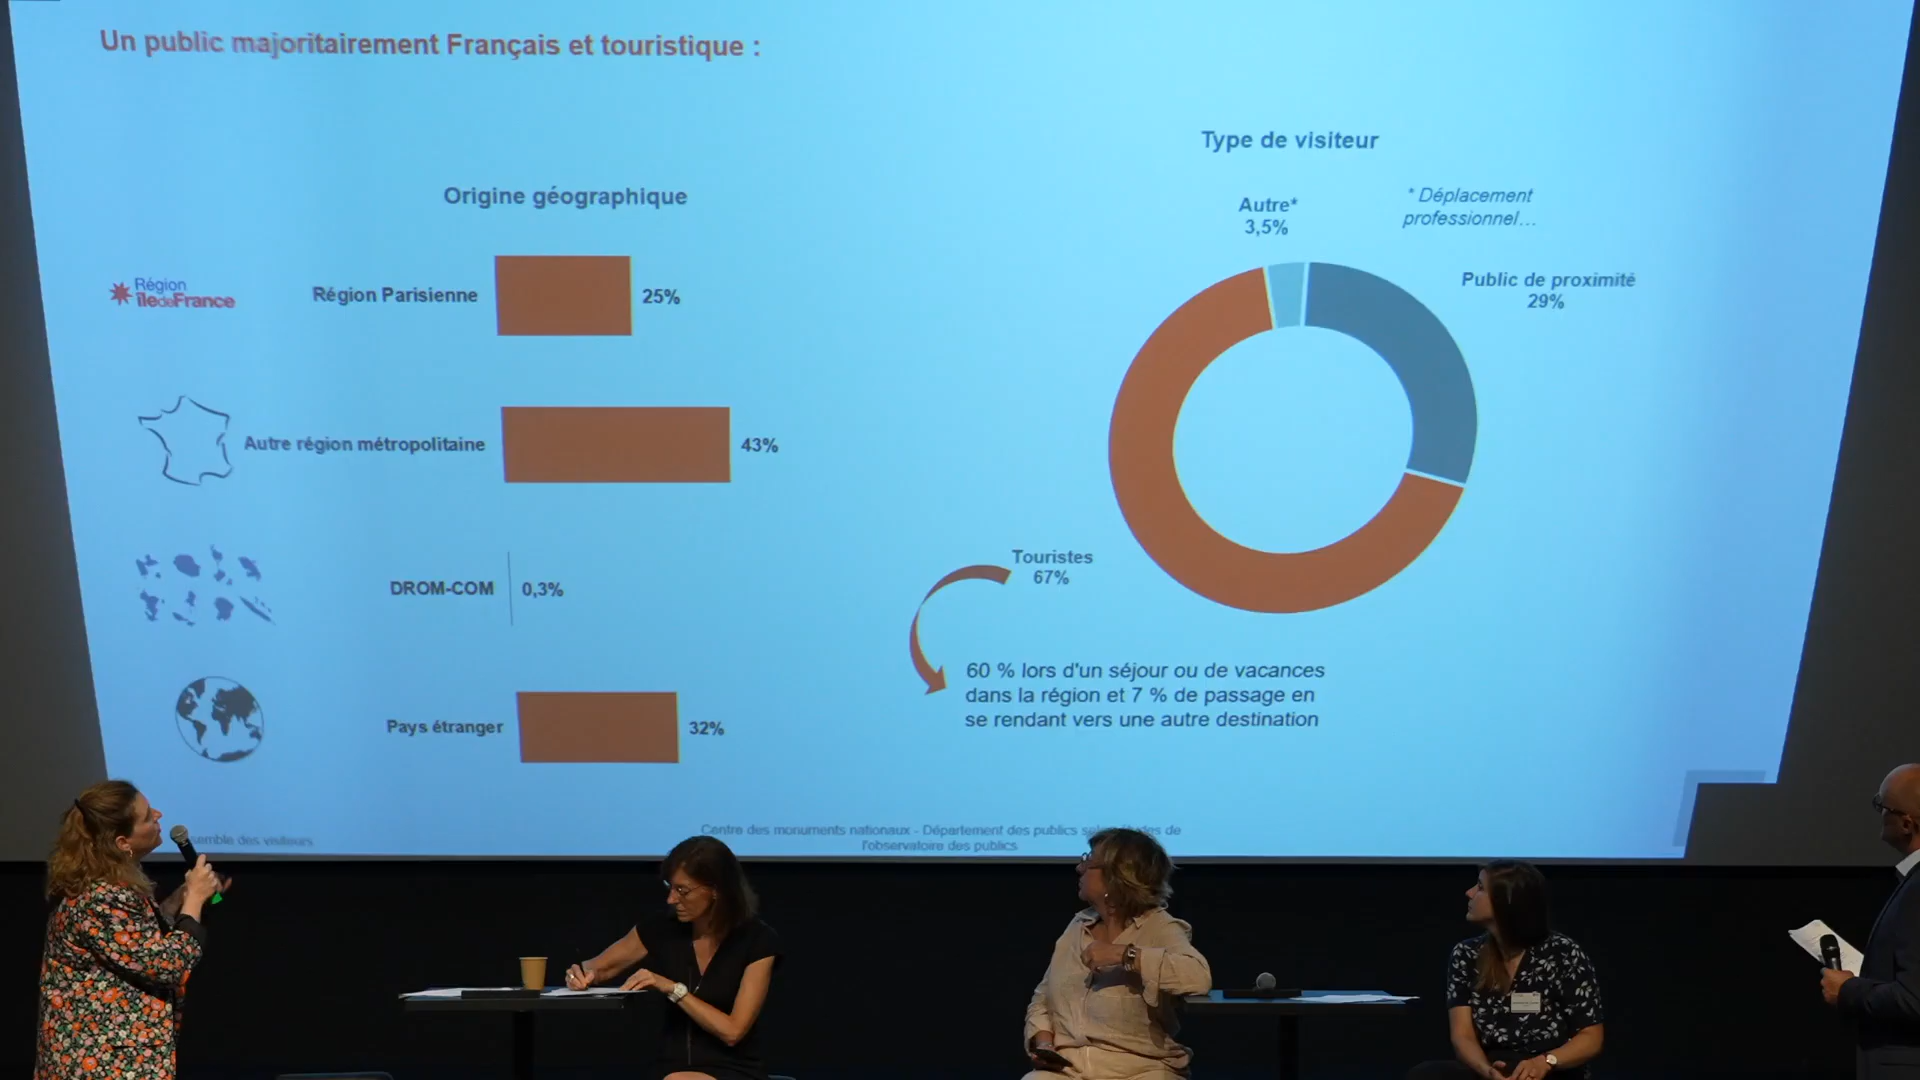 Un public majoritairement Français et touristique :
Origine géographique
Région
îledeFrance
Région Parisienne
25%
Autre région métropolitaine
43%
DROM-COM
0,3%
Pays étranger
32%
Type de visiteur
Autre*
3,5%
* Déplacement
professionnel...
Public de proximité
29%
Touristes
67%
60 % lors d'un séjour ou de vacances
dans la région et 7 % de passage en
se rendant vers une autre destination
des visiteurs
Centre des monuments nationaux - Département des publics de
l'observatoire des publics